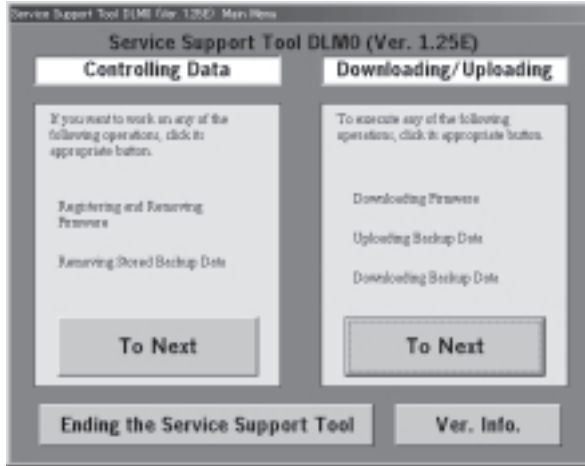 Service Support Tool DLM0 (Ver. 1.25E) Main Menu
Service Support Tool DLM0 (Ver. 1.25E)
Controlling Data
Downloading/Uploading
If you want to work on any of the
following operations, click its
appropriate button.
Registering and Removing
Firmware
Removing Stored Backup Data
To Next
To execute any of the following
operations, click its appropriate button.
Downloading Firmware
Uploading Backup Data
Downloading Backup Data
To Next
Ending the Service Support Tool
Ver. Info.